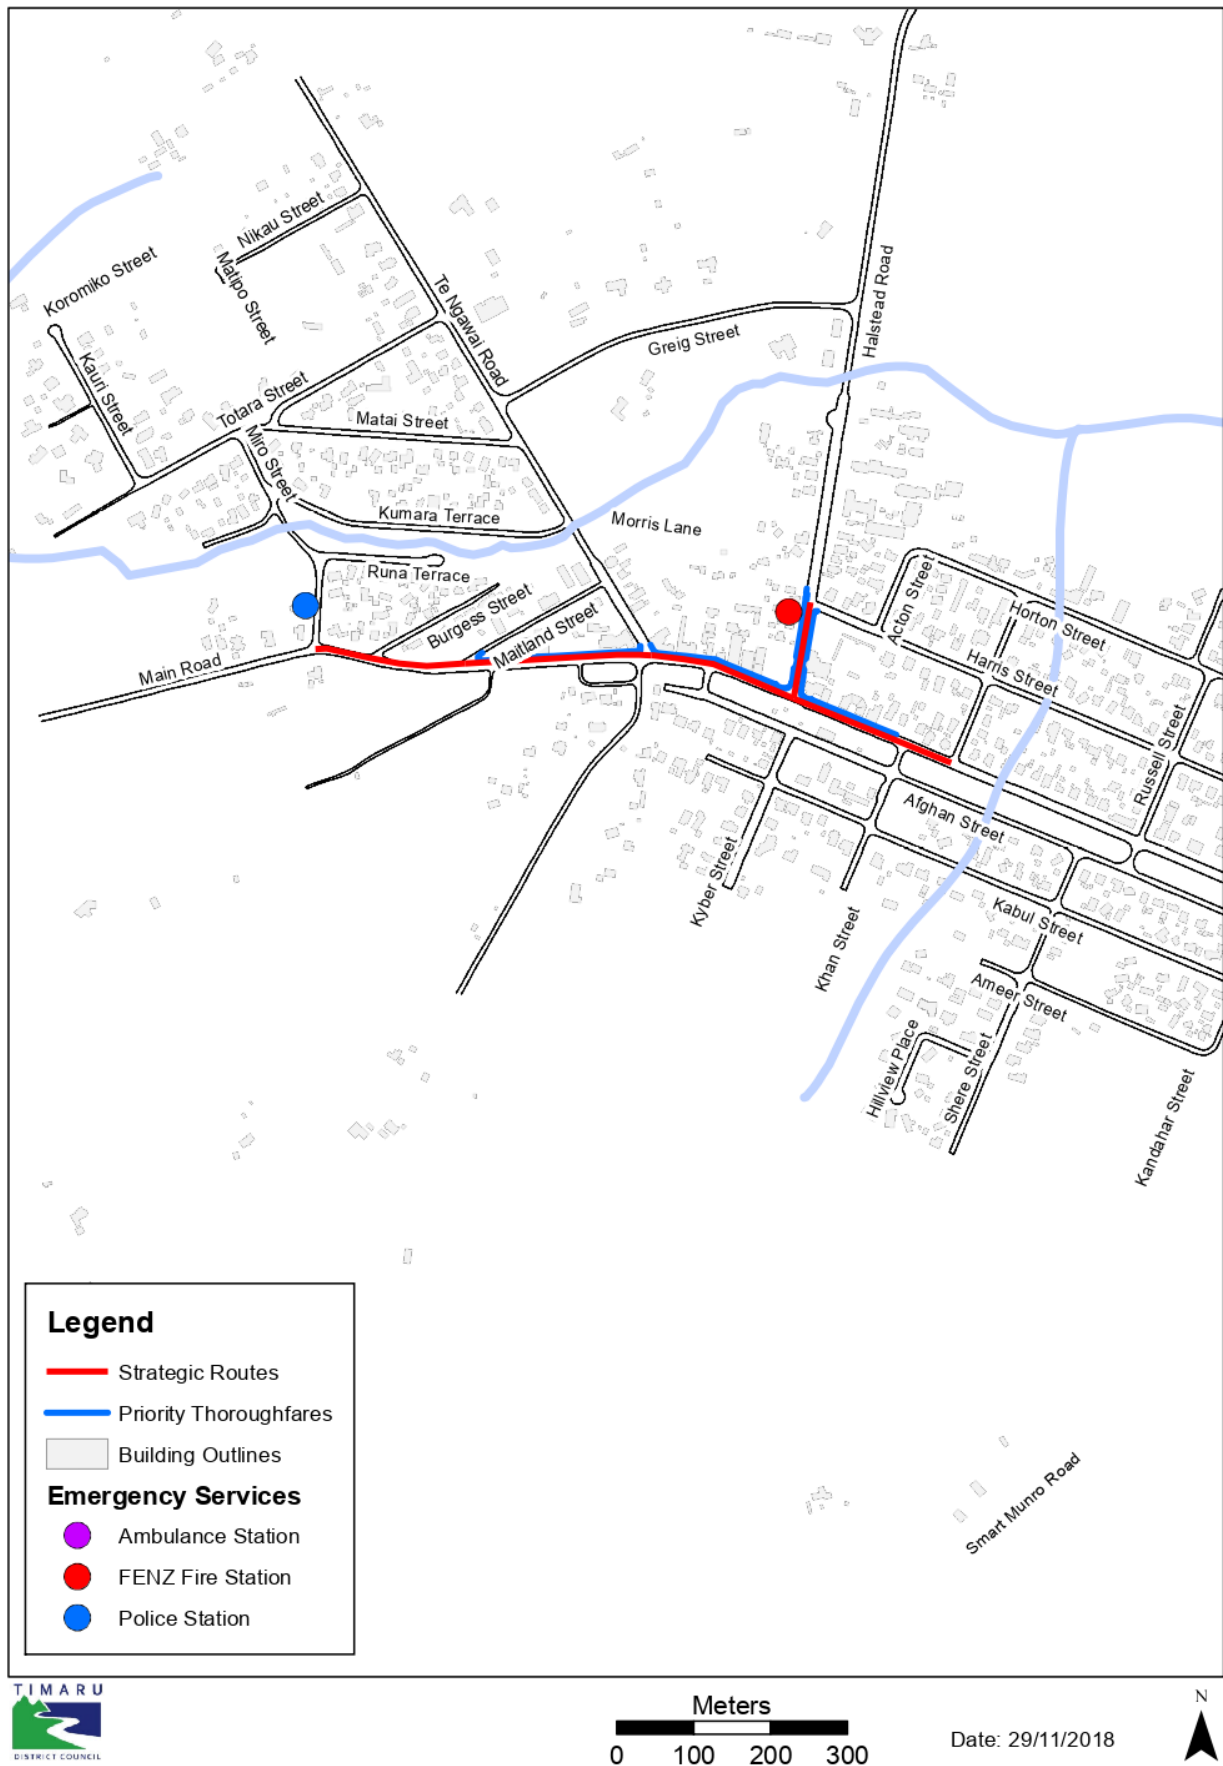 Nikau Street
Koromiko Street
Matipo Street
Halstead Road
Te Ngawai Road
Greig Street
Kauri Street
Totara Street
Matai Street
Miro Street
Kumara Terrace
Morris Lane
Runa Terrace
Acton Street
Burgess Street
Horton Street
Maitland Street
Main Road
Harris Street
Russell Street
Afghan Street
Kyber Street
Kabul Street
Khan Street
Ameer Street
Hillview Place
Shere Street
Kandahar Street
Legend
Strategic Routes
Priority Thoroughfares
Building Outlines
Emergency Services
Ambulance Station
FENZ Fire Station
Police Station
Smart Munro Road
TIMARU
DISTRICT COUNCIL
Meters
0 100 200 300
Date: 29/11/2018
N